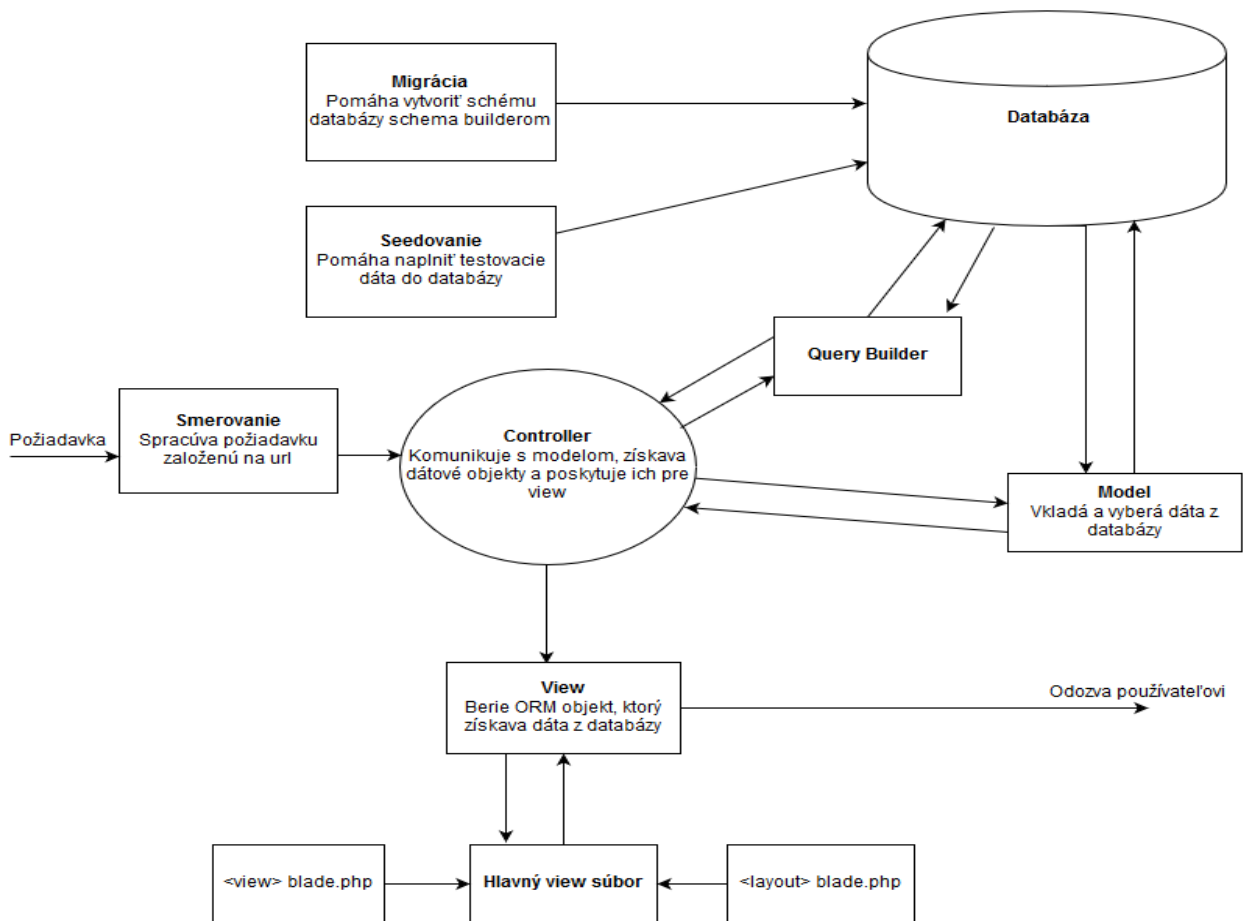 Migrácia
Pomáha vytvoriť schému
databázy schema builderom
Databáza
Seedovanie
Pomáha naplniť testovacie
dáta do databázy
Query Builder
Požiadavka
Smerovanie
Spracúva požiadavku
založenú na url
Controller
Komunikuje s modelom, získava
dátové objekty a poskytuje ich pre
view
Model
Vkladá a vyberá dáta z
databázy
View
Berie ORM objekt, ktorý
získava dáta z databázy
Odozva používateľovi
<view> blade.php
Hlavný view súbor
<layout> blade.php